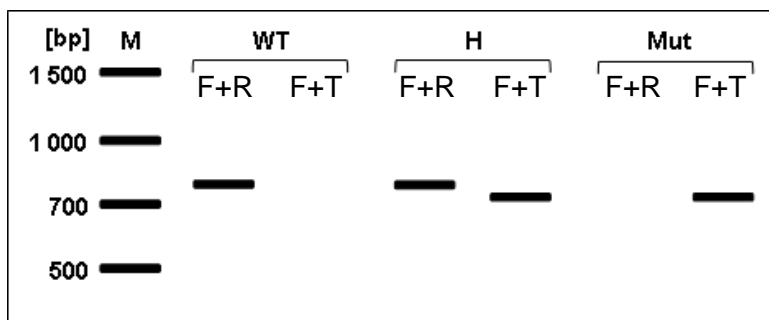 [bp] M WT H Mut
1 500 F+R F+T F+R F+T F+R F+T
1 000
700
500